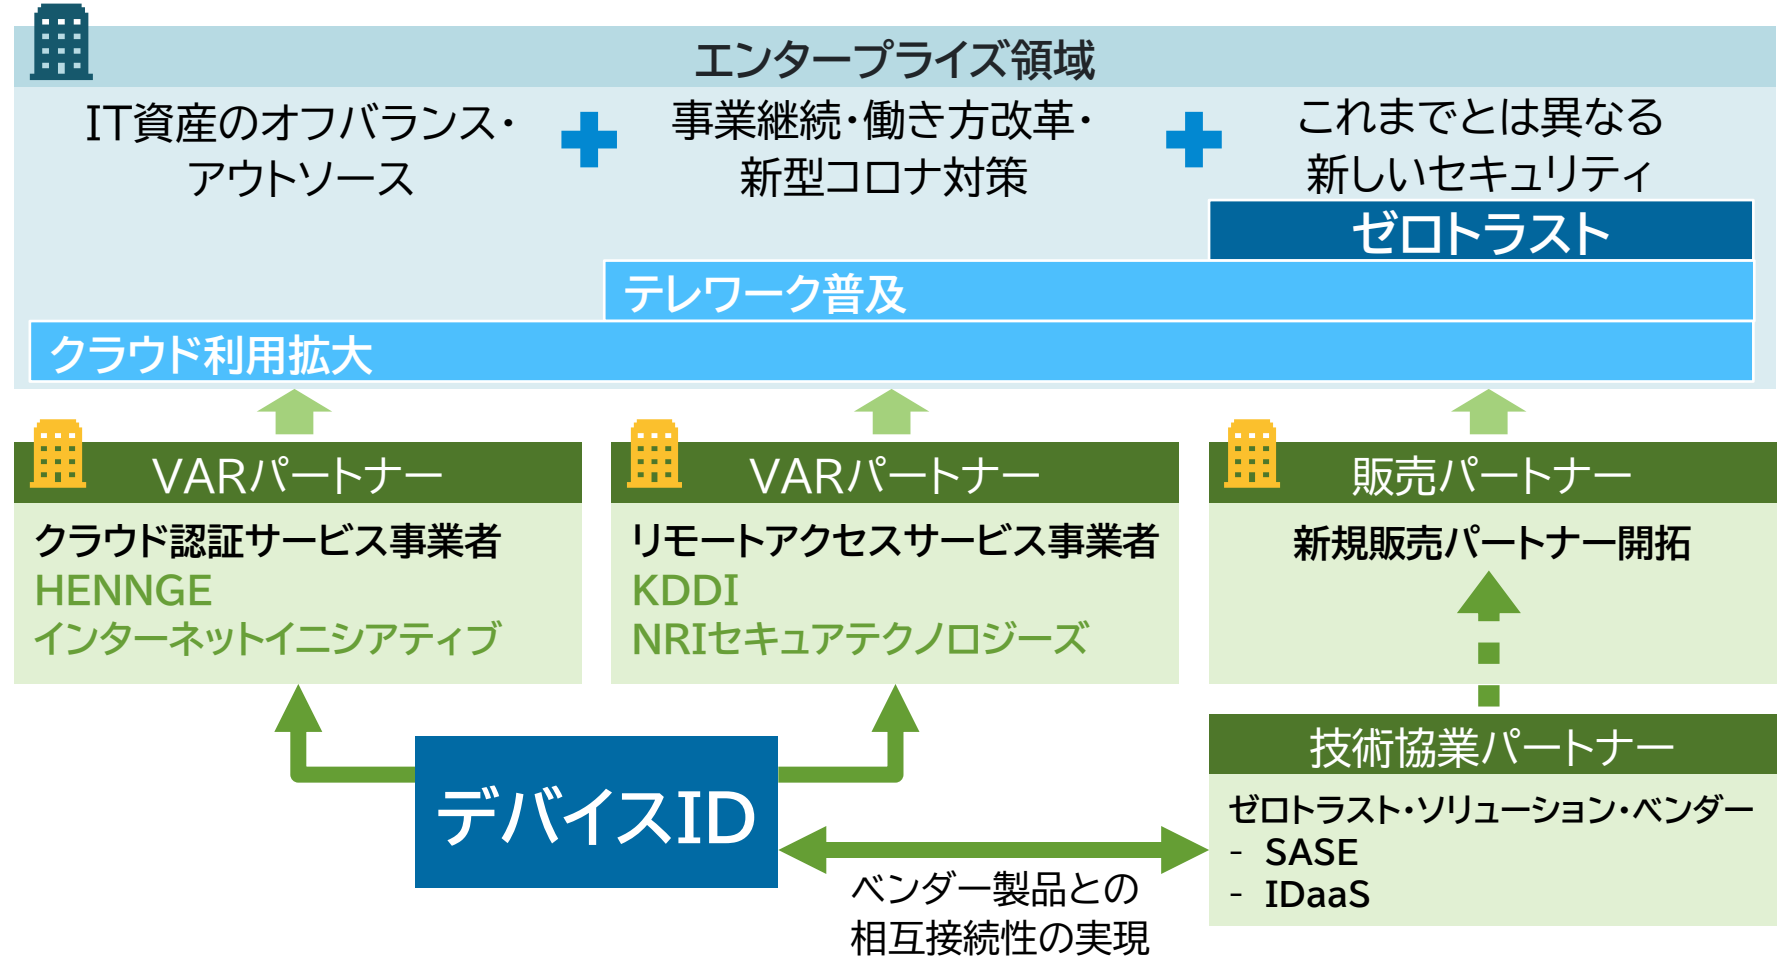 エンタープライズ領域
IT資産のオフバランス・
アウトソース
事業継続・働き方改革・
新型コロナ対策
これまでとは異なる
新しいセキュリティ
ゼロトラスト
テレワーク普及
クラウド利用拡大
VARパートナー
クラウド認証サービス事業者
HENNGE
インターネットイニシアティブ
VARパートナー
リモートアクセスサービス事業者
KDDI
NRIセキュアテクノロジーズ
販売パートナー
新規販売パートナー開拓
技術協業パートナー
ゼロトラスト・ソリューション・ベンダー
- SASE
- IDaaS
デバイスID
ベンダー製品との
相互接続性の実現